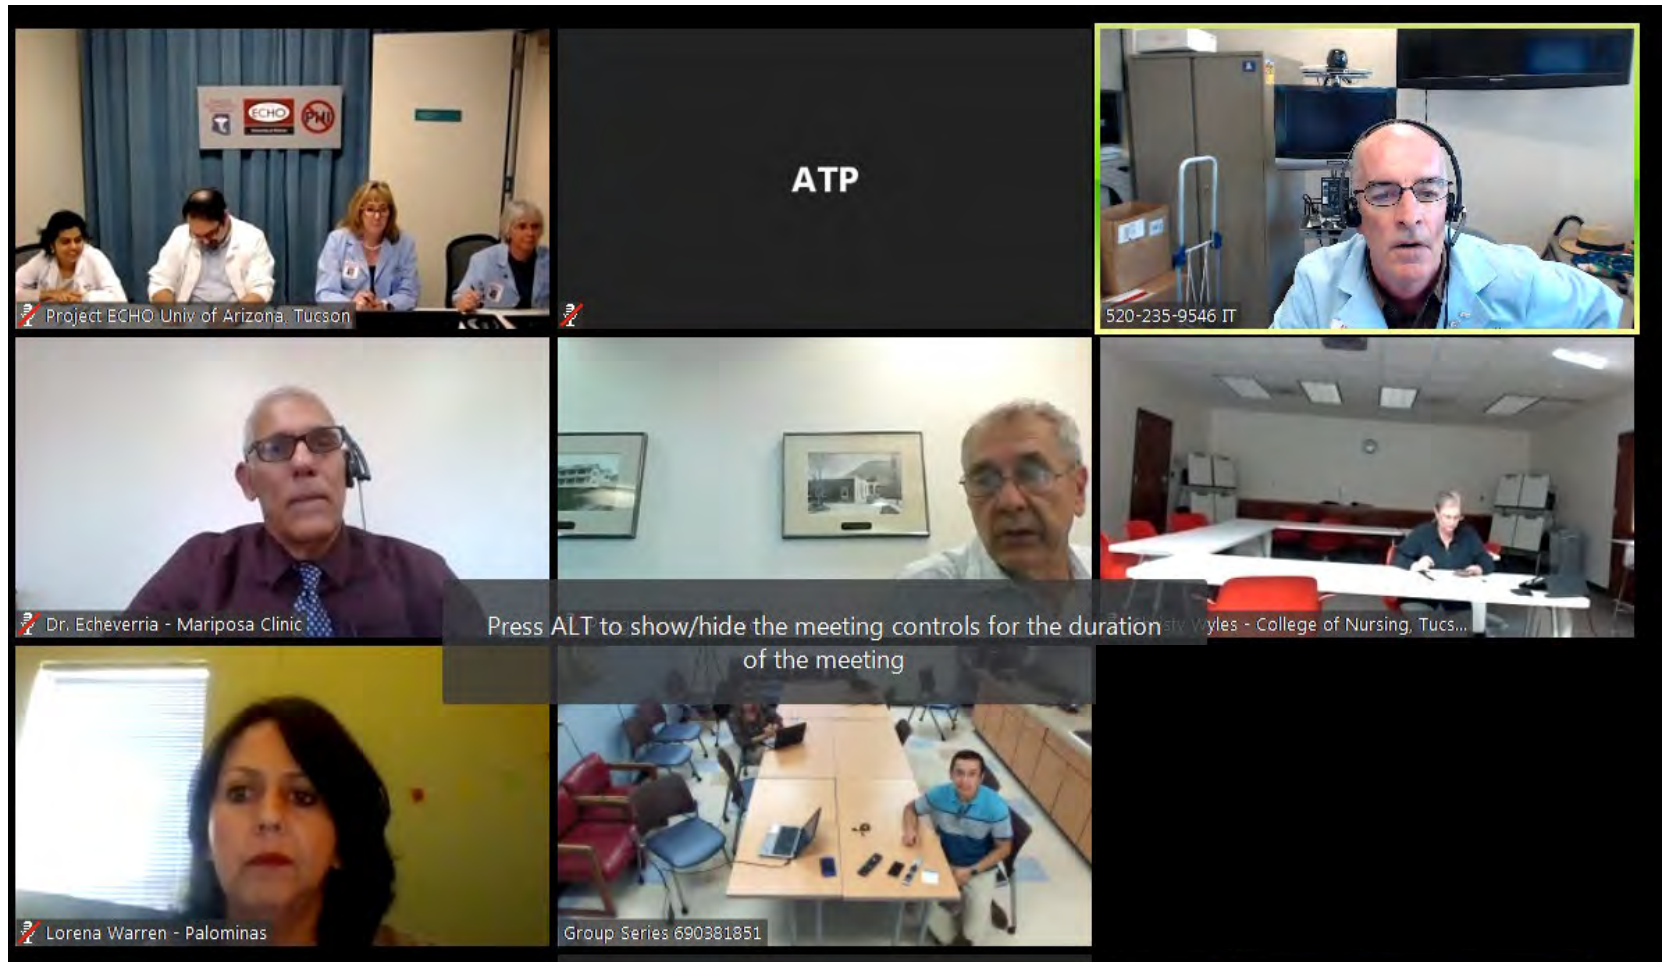 ECHO
PHI
Project ECHO Univ of Arizona, Tucson
ATP
520-235-9546 IT
Dr. Echeverria - Mariposa Clinic
Wyles - College of Nursing, Tucs...
Press ALT to show/hide the meeting controls for the duration
of the meeting
Lorena Warren - Palominas
Group Series 690381851